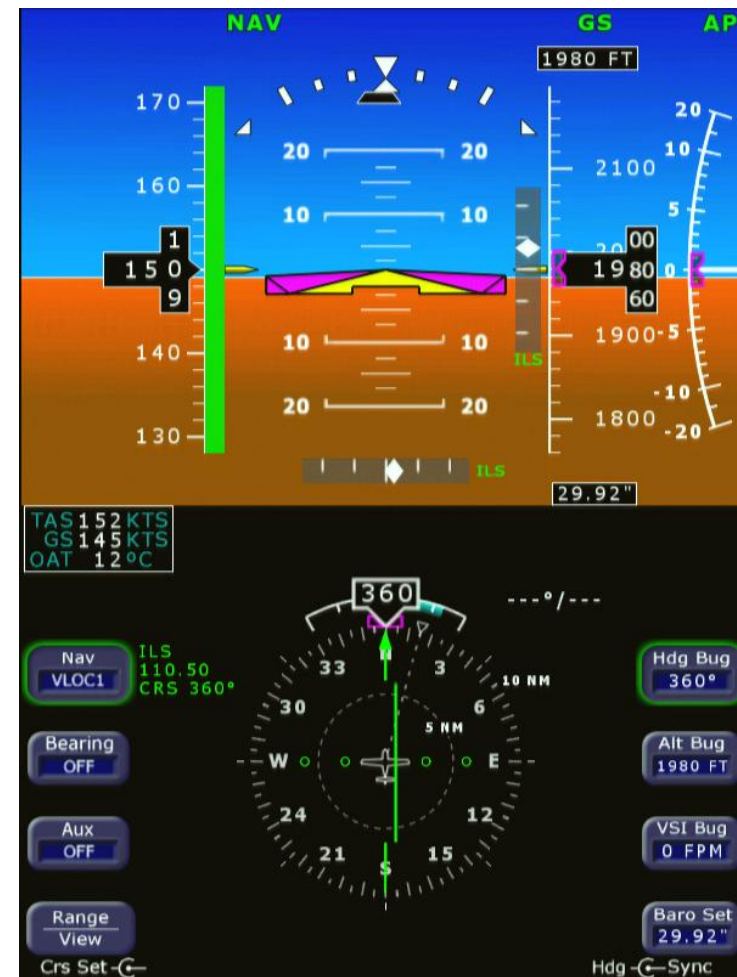 NAV GS AP
1980 FT
170 20
20 20 10
160 2100
10 10 5
1 00
150 1980 0
9 60
10 10 1900 -5
140 ILS
-10
20 20 1800 -20
130
ILS
29.92"
TAS 152 KTS
GS 145 KTS
OAT 12 °C
360 ---°/---
Nav ILS Hdg Bug
VLOC1 110.50 360°
CRS 360°
33 N 3 10 NM
30 6
5 NM
Bearing Alt Bug
OFF W E 1980 FT
24 12
Aux VSI Bug
OFF 0 FPM
21 S 15
Range Baro Set
View 29.92"
Crs Set Hdg Sync